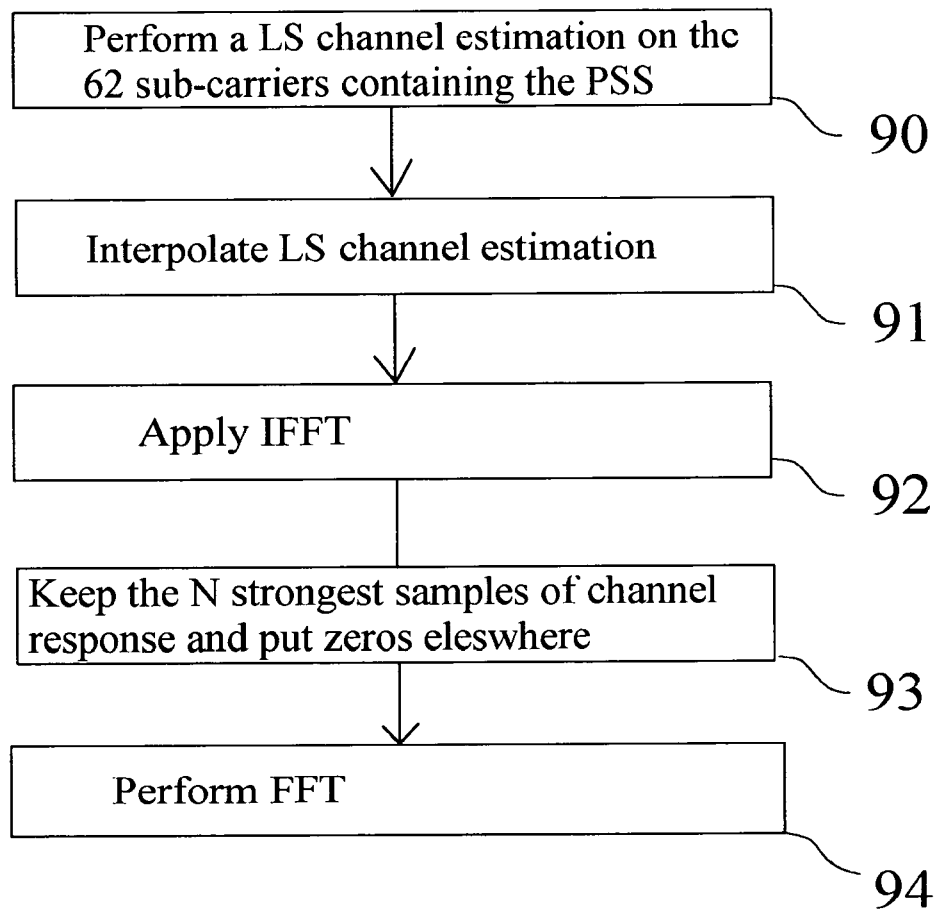 Perform a LS channel estimation on thc
62 sub-carriers containing the PSS
90
Interpolate LS channel estimation
91
Apply IFFT
92
Keep the N strongest samples of channel
response and put zeros eleswhere
93
Perform FFT
94